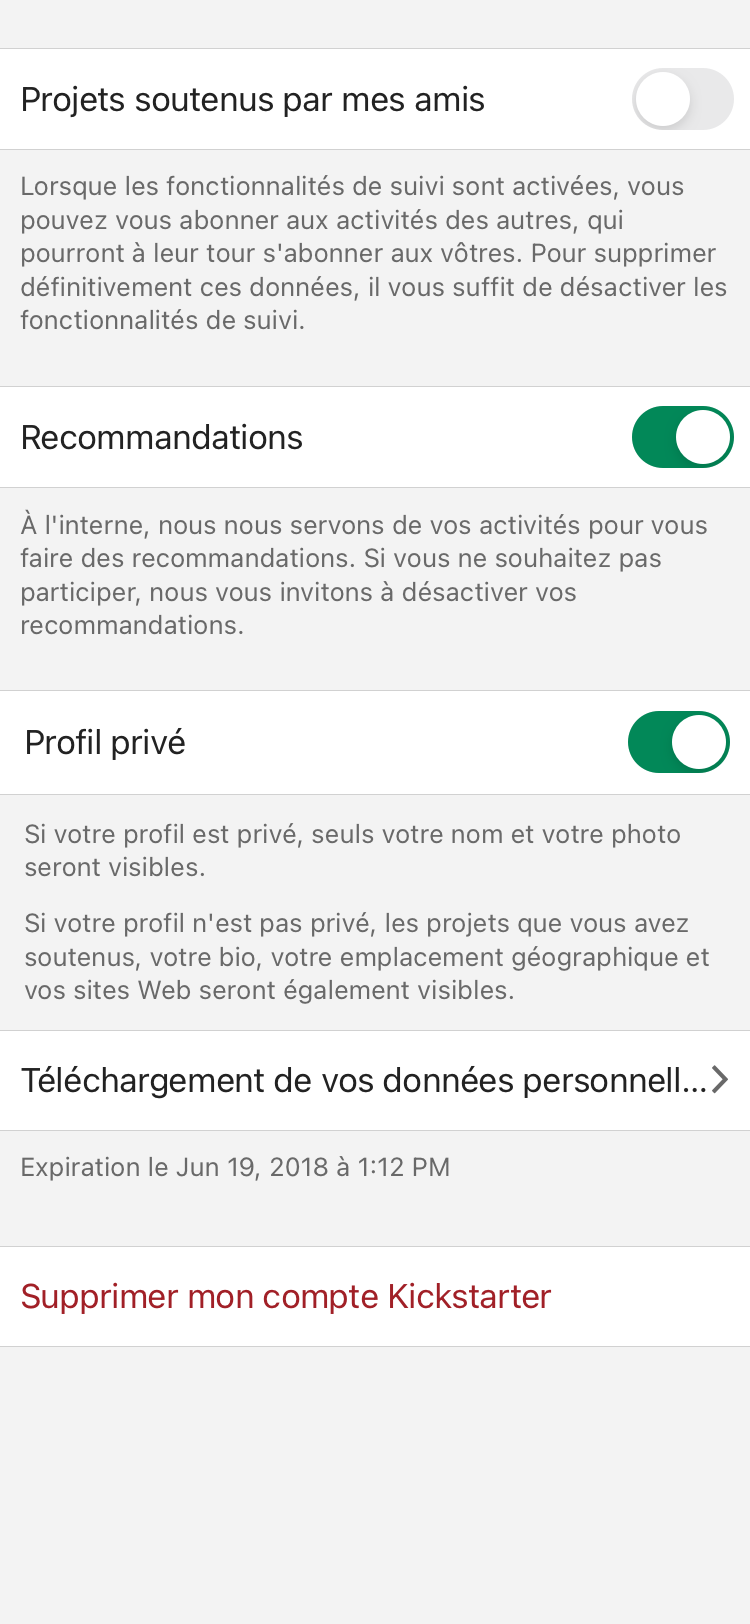 Projets soutenus par mes amis
Lorsque les fonctionnalités de suivi sont activées, vous
pouvez vous abonner aux activités des autres, qui
pourront à leur tour s'abonner aux vôtres. Pour supprimer
définitivement ces données, il vous suffit de désactiver les
fonctionnalités de suivi.
Recommandations
À l'interne, nous nous servons de vos activités pour vous
faire des recommandations. Si vous ne souhaitez pas
participer, nous vous invitons à désactiver vos
recommandations.
Profil privé
Si votre profil est privé, seuls votre nom et votre photo
seront visibles.
Si votre profil n'est pas privé, les projets que vous avez
soutenus, votre bio, votre emplacement géographique et
vos sites Web seront également visibles.
Téléchargement de vos données personnell...
Expiration le Jun 19, 2018 à 1:12 PM
Supprimer mon compte Kickstarter